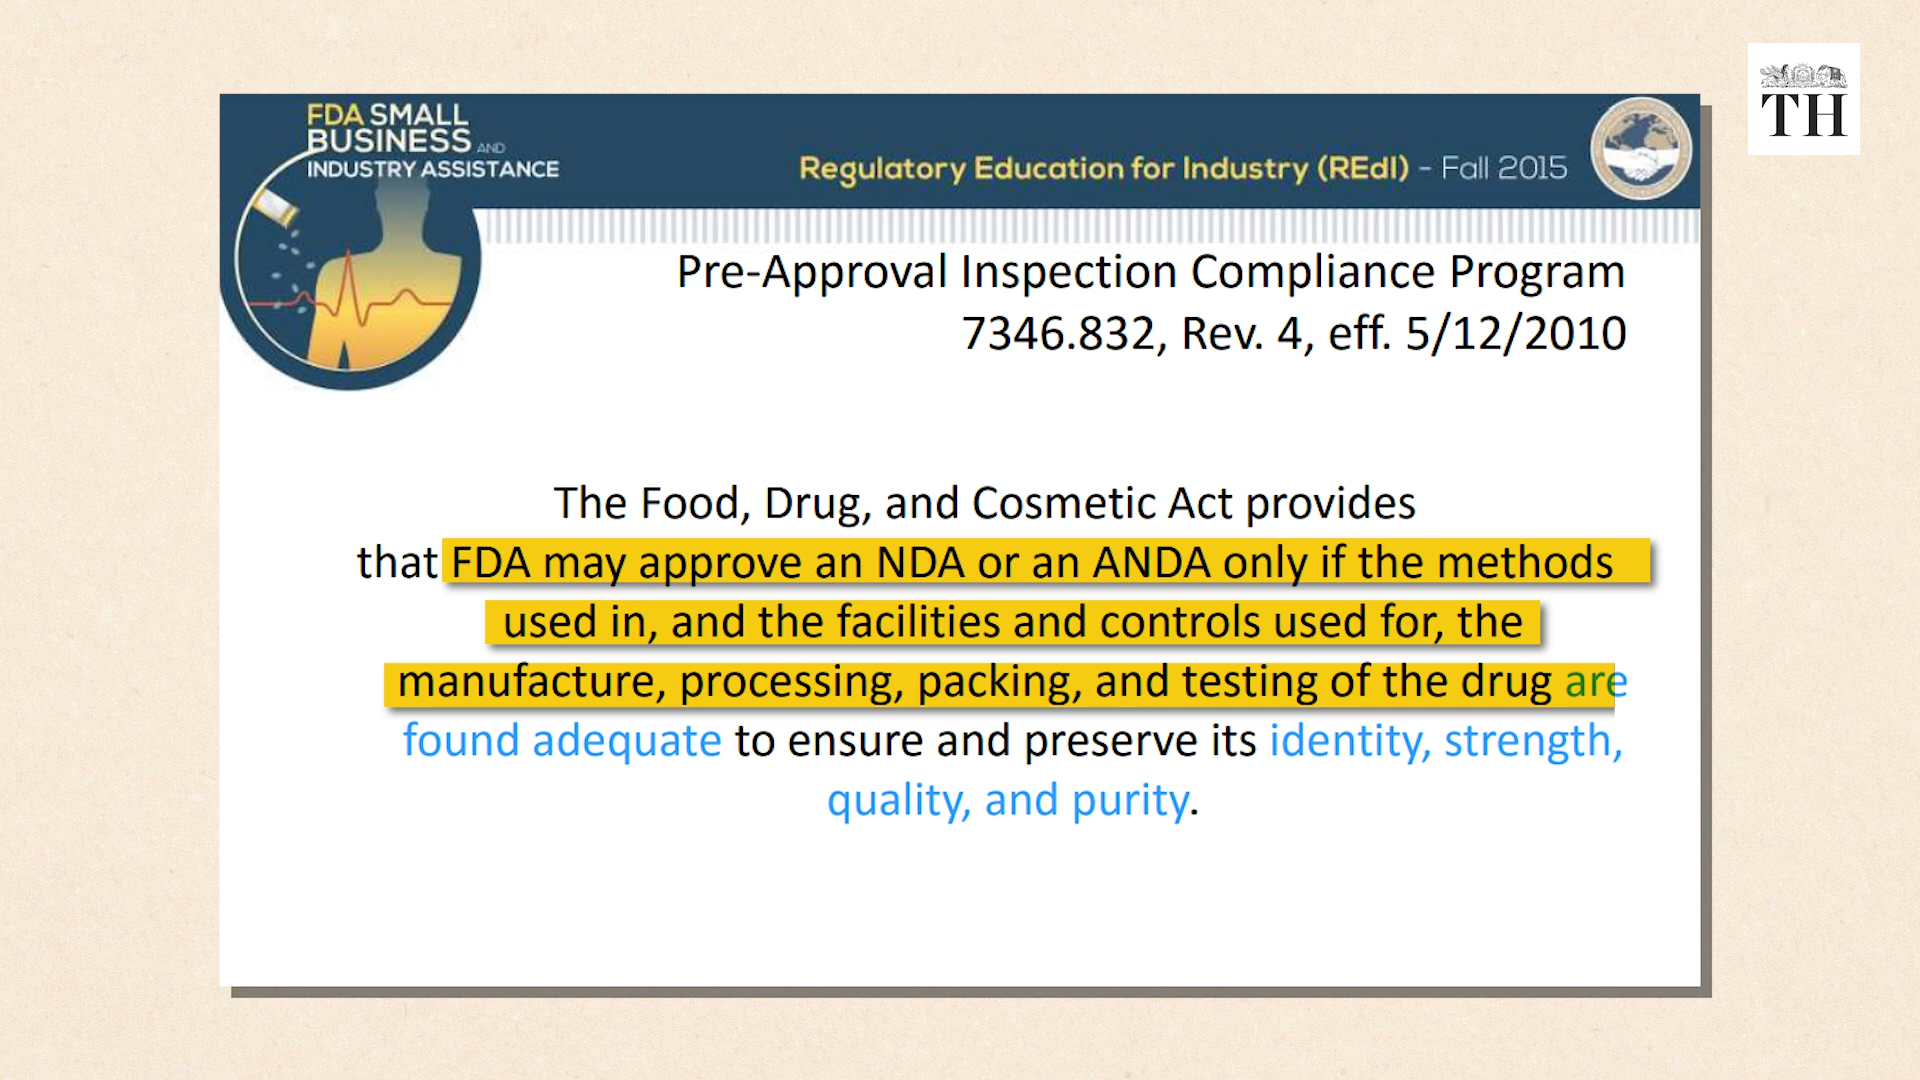 TH
FDA SMALL
BUSINESS AND
INDUSTRY ASSISTANCE
Regulatory Education for Industry (REdI) - Fall 2015
Pre-Approval Inspection Compliance Program
7346.832, Rev. 4, eff. 5/12/2010
The Food, Drug, and Cosmetic Act provides
that FDA may approve an NDA or an ANDA only if the methods
used in, and the facilities and controls used for, the
manufacture, processing, packing, and testing of the drug are
found adequate to ensure and preserve its identity, strength,
quality, and purity.